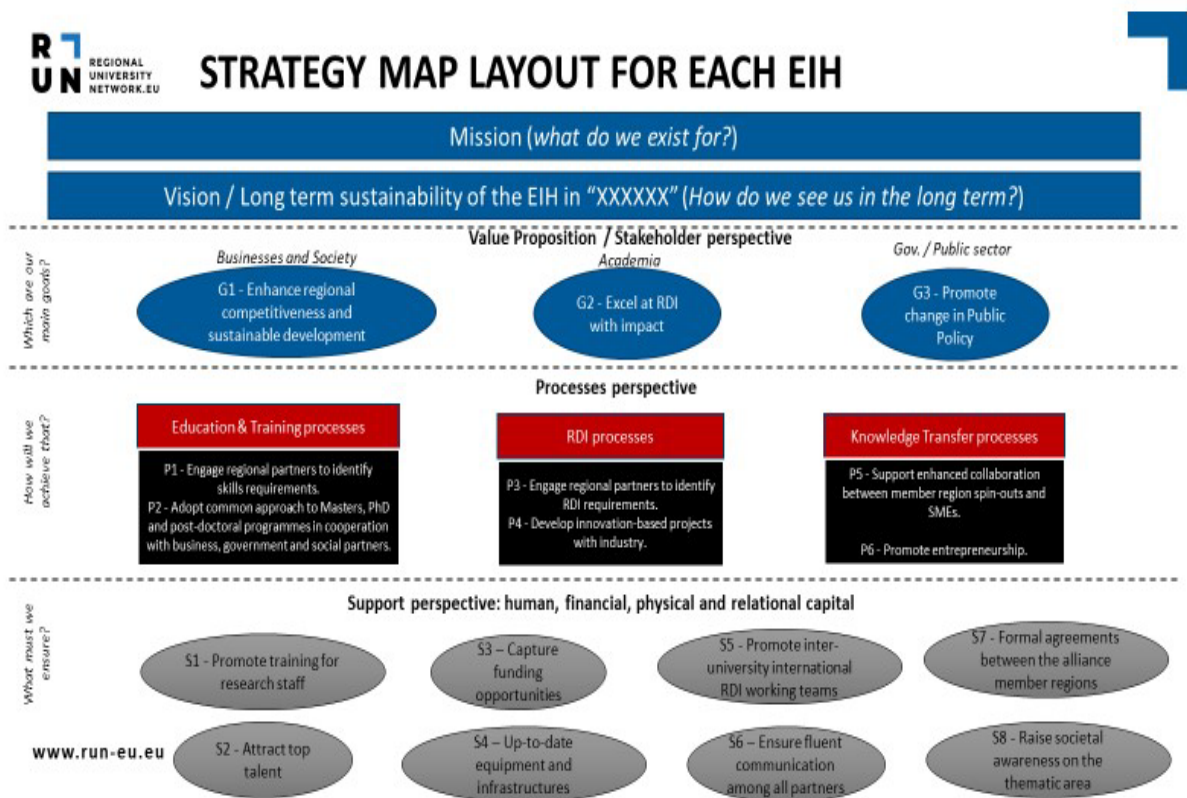 R
UN
REGIONAL
UNIVERSITY
NETWORK.EU
STRATEGY MAP LAYOUT FOR EACH EIH
Mission (what do we exist for?)
Vision / Long term sustainability of the EIH in “XXXXXX” (How do we see us in the long term?)
Which are our
main goals?
Value Proposition / Stakeholder perspective
Businesses and Society
Academia
Gov. / Public sector
G1 - Enhance regional
competitiveness and
sustainable development
G2 - Excel at RDI
with impact
G3 - Promote
change in Public
Policy
How will we
achieve that?
Processes perspective
Education & Training processes
P1 - Engage regional partners to identify
skills requirements.
P2 - Adopt common approach to Masters, PhD
and post-doctoral programmes in cooperation
with business, government and social partners.
RDI processes
P3 - Engage regional partners to identify
RDI requirements.
P4 - Develop innovation-based projects
with industry.
Knowledge Transfer processes
P5 - Support enhanced collaboration
between member region spin-outs and
SMEs.
P6 - Promote entrepreneurship.
What must we
ensure?
Support perspective: human, financial, physical and relational capital
S1 - Promote training for
research staff
S3 – Capture
funding
opportunities
S5 - Promote inter-
university international
RDI working teams
S7 - Formal agreements
between the alliance
member regions
www.run-eu.eu
S2 - Attract top
talent
S4 – Up-to-date
equipment and
infrastructures
S6 – Ensure fluent
communication
among all partners
S8 – Raise societal
awareness on the
thematic area